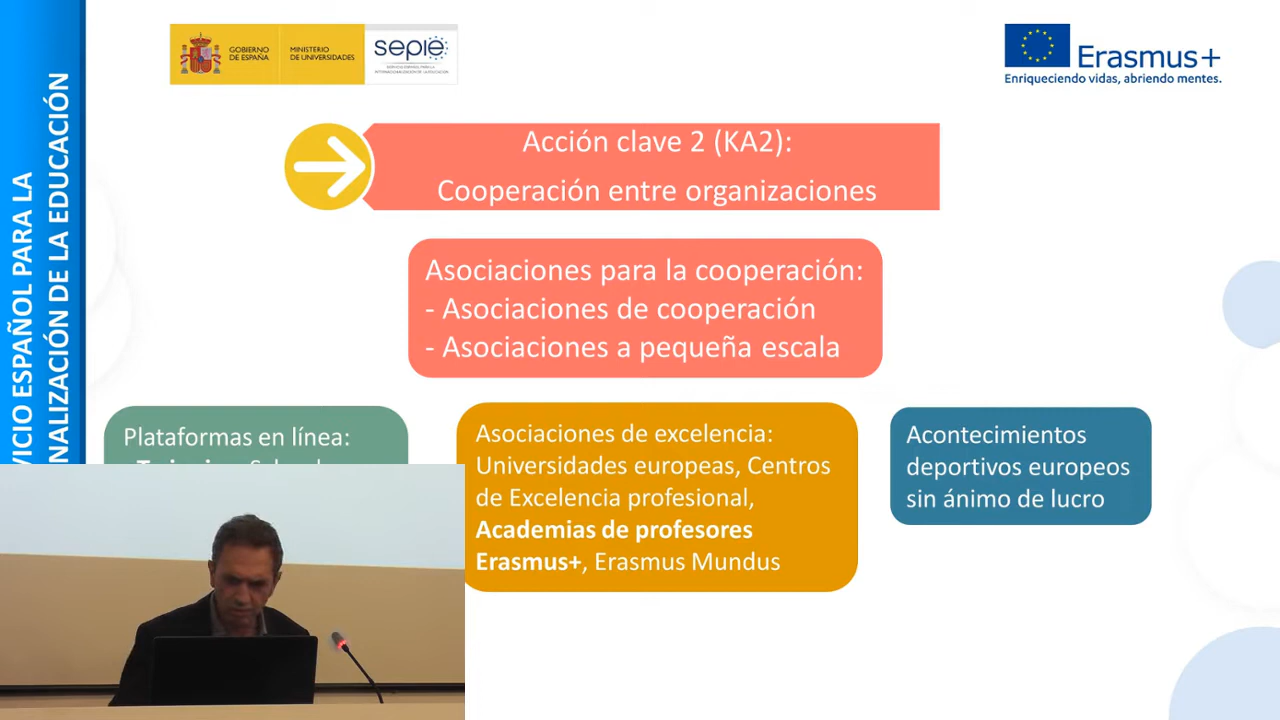 GOBIERNO
DE ESPAÑA
MINISTERIO
DE UNIVERSIDADES
sepie
Erasmus+
Enriqueciendo vidas, abriendo mentes.
VICIO ESPAÑOL PARA LA
NALIZACIÓN DE LA EDUCACIÓN
Acción clave 2 (KA2):
Cooperación entre organizaciones
Asociaciones para la cooperación:
- Asociaciones de cooperación
- Asociaciones a pequeña escala
Plataformas en línea:
Asociaciones de excelencia:
Universidades europeas, Centros
de Excelencia profesional,
Academias de profesores
Erasmus+, Erasmus Mundus
Acontecimientos
deportivos europeos
sin ánimo de lucro